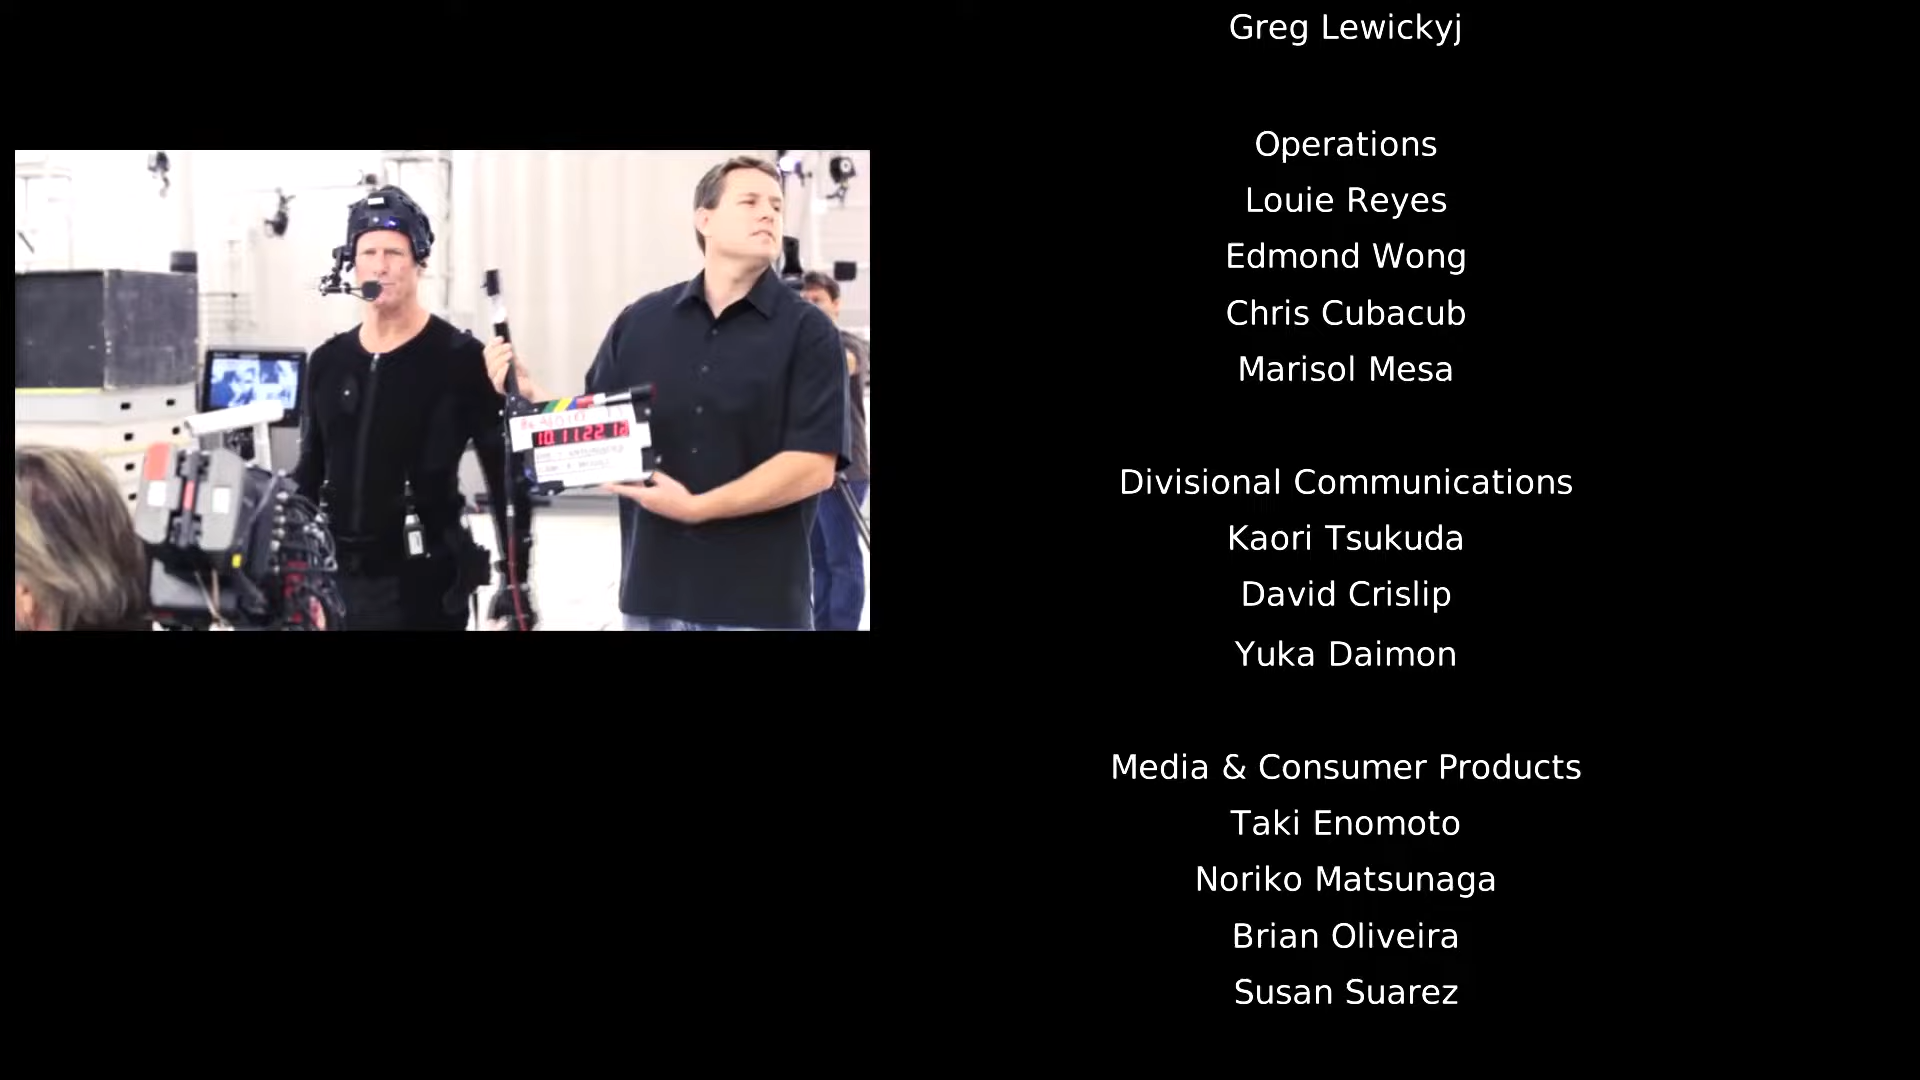 Greg Lewickyj
Operations
Louie Reyes
Edmond Wong
Chris Cubacub
Marisol Mesa
Divisional Communications
Kaori Tsukuda
David Crislip
Yuka Daimon
Media & Consumer Products
Taki Enomoto
Noriko Matsunaga
Brian Oliveira
Susan Suarez